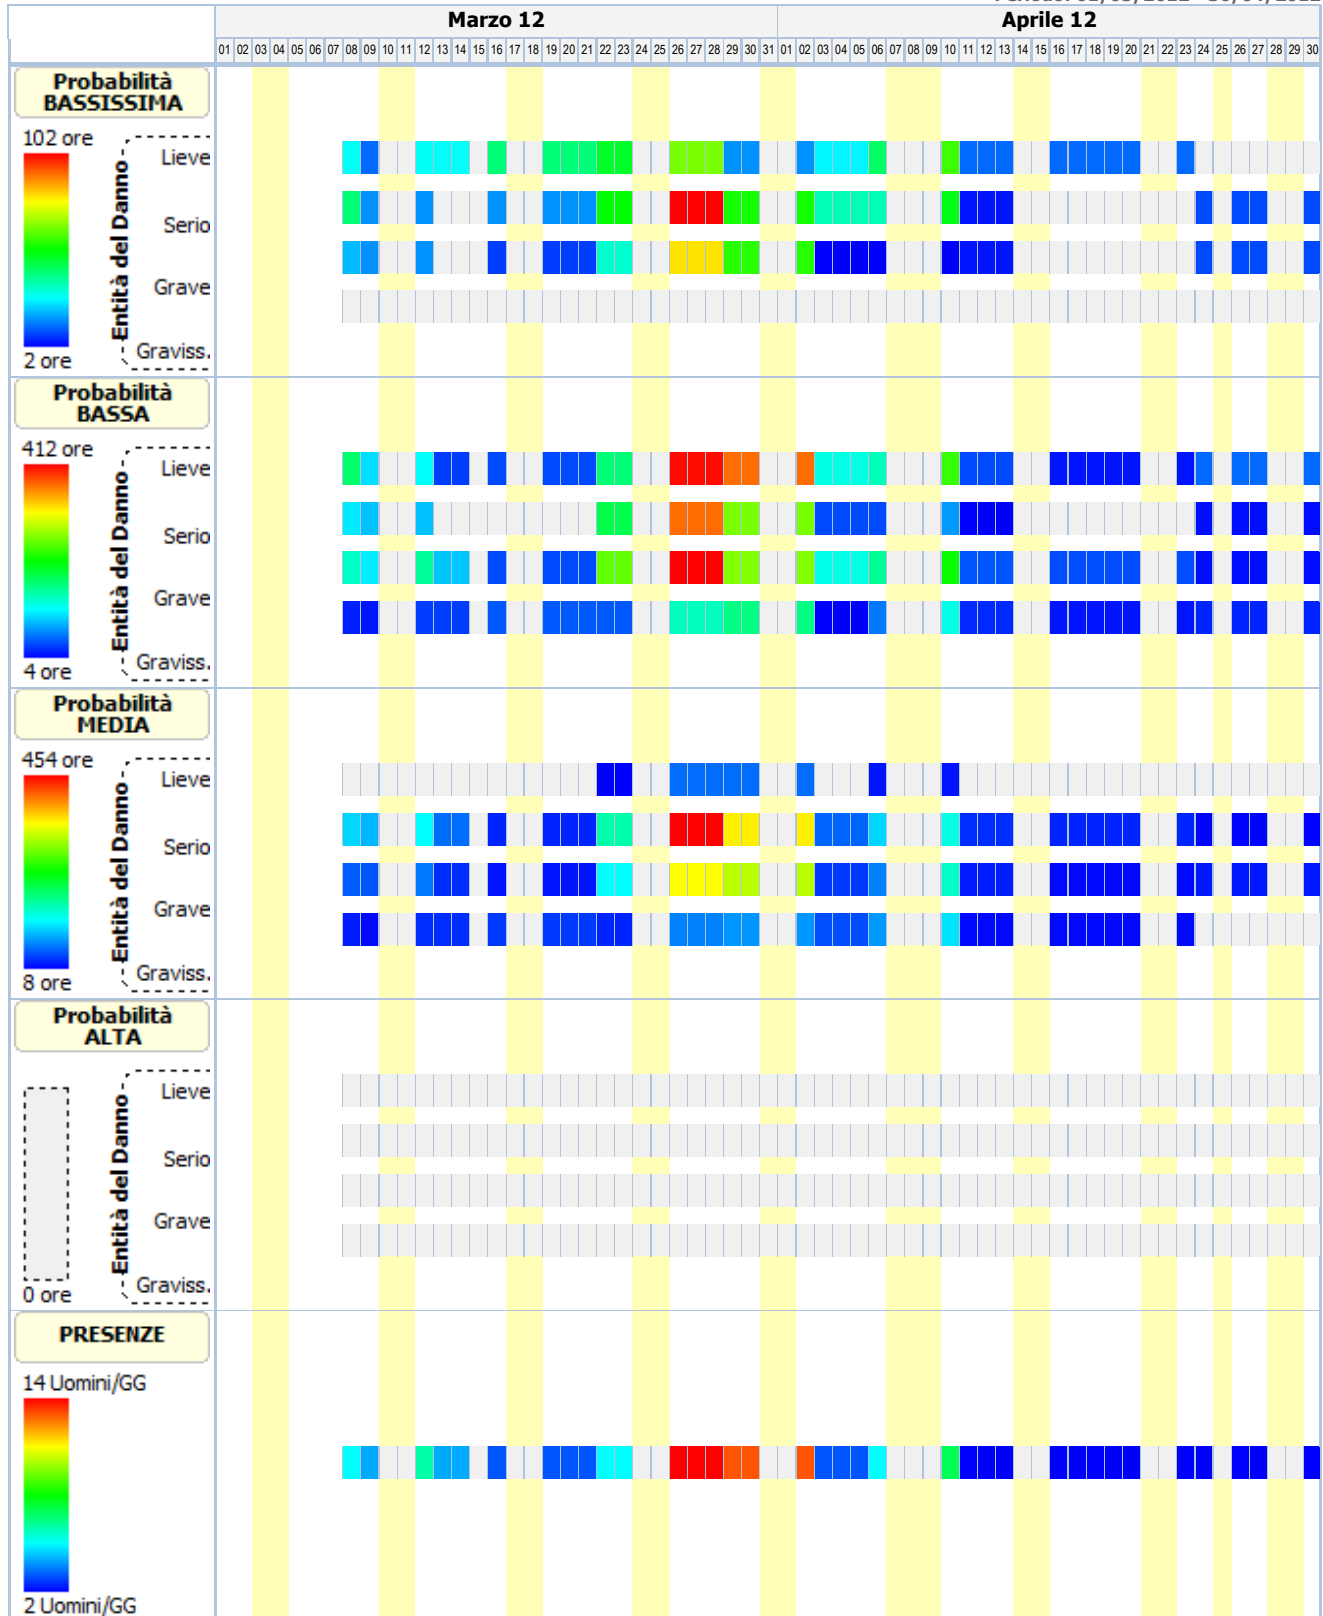 Marzo 12 Aprile 12
01 02 03 04 05 06 07 08 09 10 11 12 13 14 15 16 17 18 19 20 21 22 23 24 25 26 27 28 29 30 31 01 02 03 04 05 06 07 08 09 10 11 12 13 14 15 16 17 18 19 20 21 22 23 24 25 26 27 28 29 30
Probabilità
BASSISSIMA
102 ore
Entità del Danno
Lieve
Serio
Grave
Graviss.
2 ore
Probabilità
BASSA
412 ore
Entità del Danno
Lieve
Serio
Grave
Graviss.
4 ore
Probabilità
MEDIA
454 ore
Entità del Danno
Lieve
Serio
Grave
Graviss.
8 ore
Probabilità
ALTA
Entità del Danno
Lieve
Serio
Grave
Graviss.
0 ore
PRESENZE
14 Uomini/GG
2 Uomini/GG